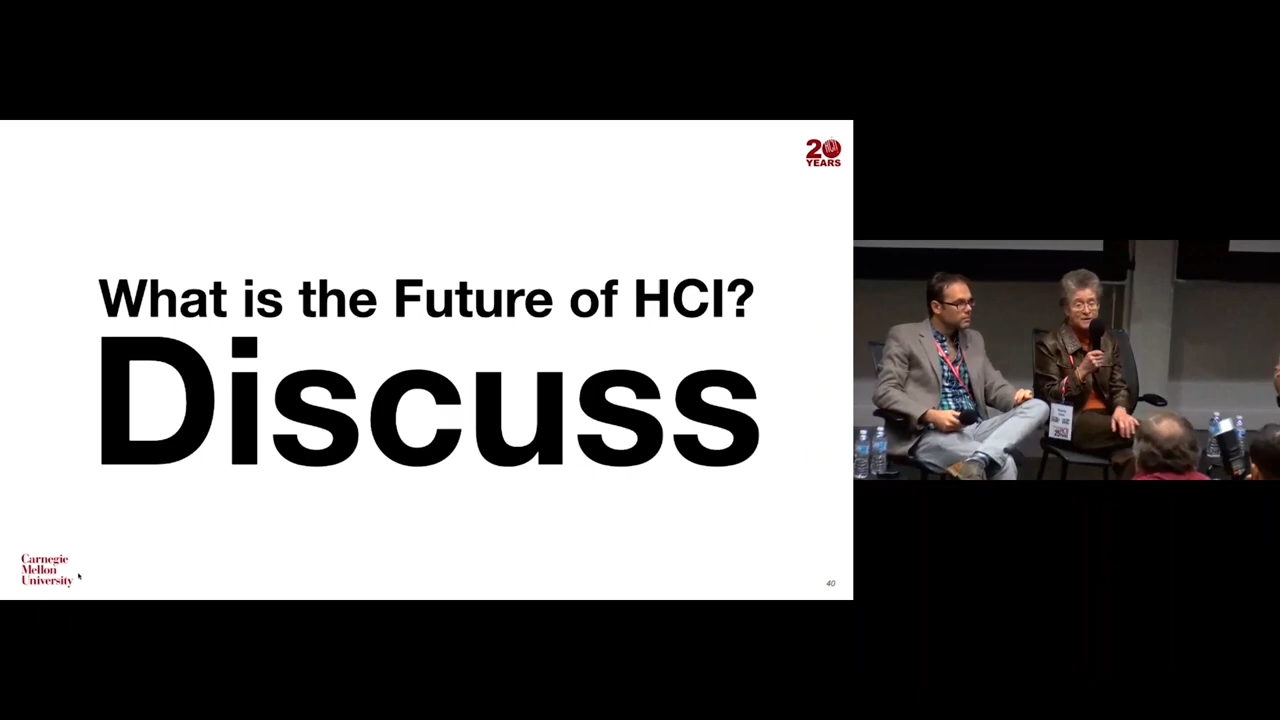 20
YEARS
What is the Future of HCI?
Discuss
Carnegie
Mellon
University
40